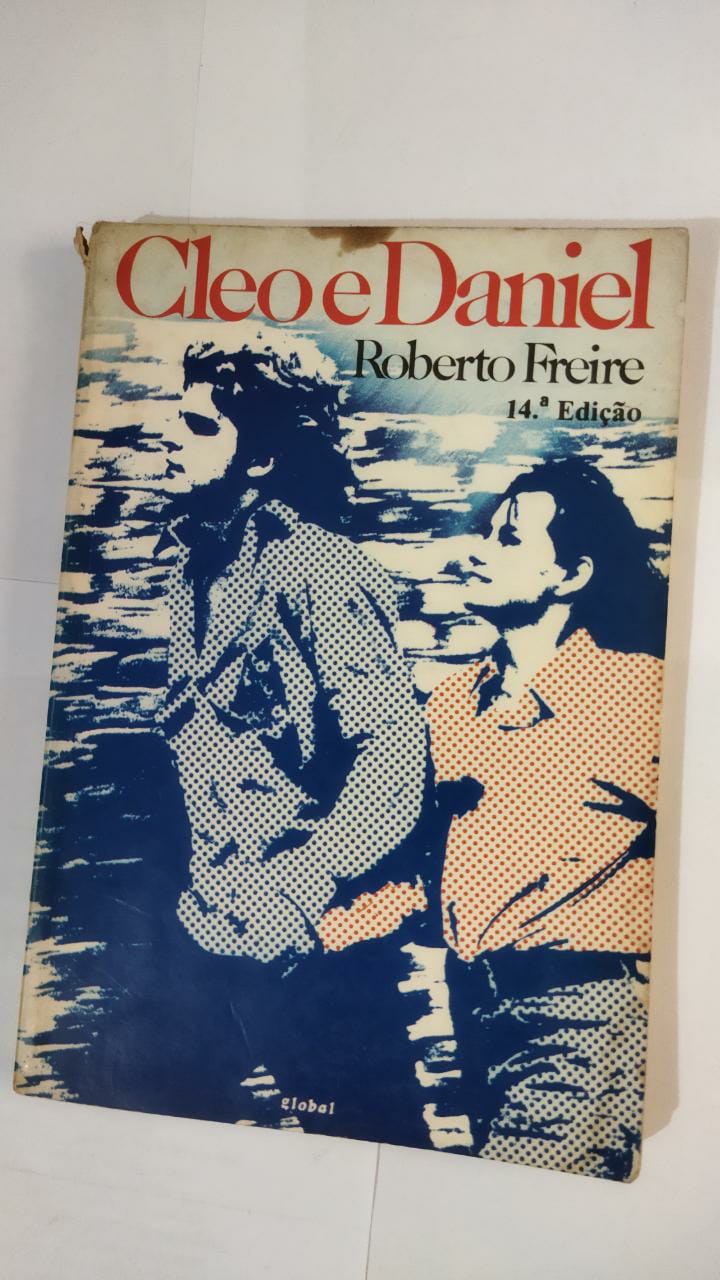 Cleo e Daniel
Roberto Freire
14.ª Edição
global